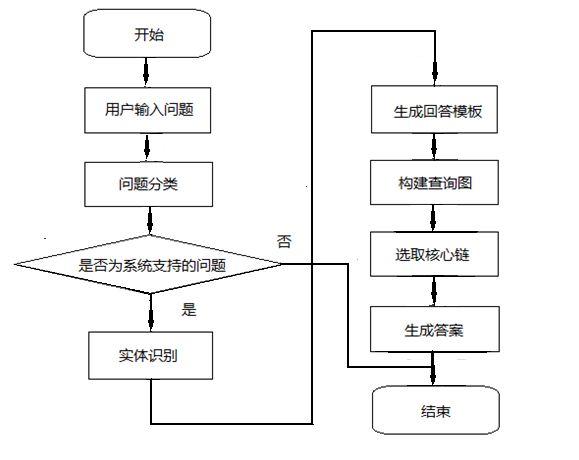 开始
用户输入问题
问题分类
是否为系统支持的问题
否
是
实体识别
生成回答模板
构建查询图
选取核心链
生成答案
结束